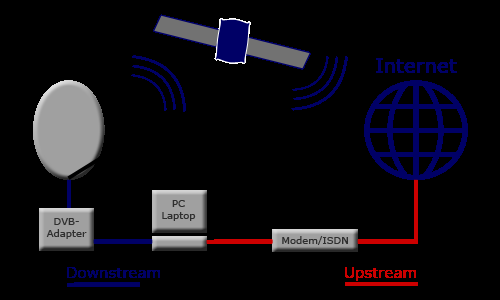 Internet
PC
Laptop
DVB-
Adapter
Modem/ISDN
Downstream
Upstream